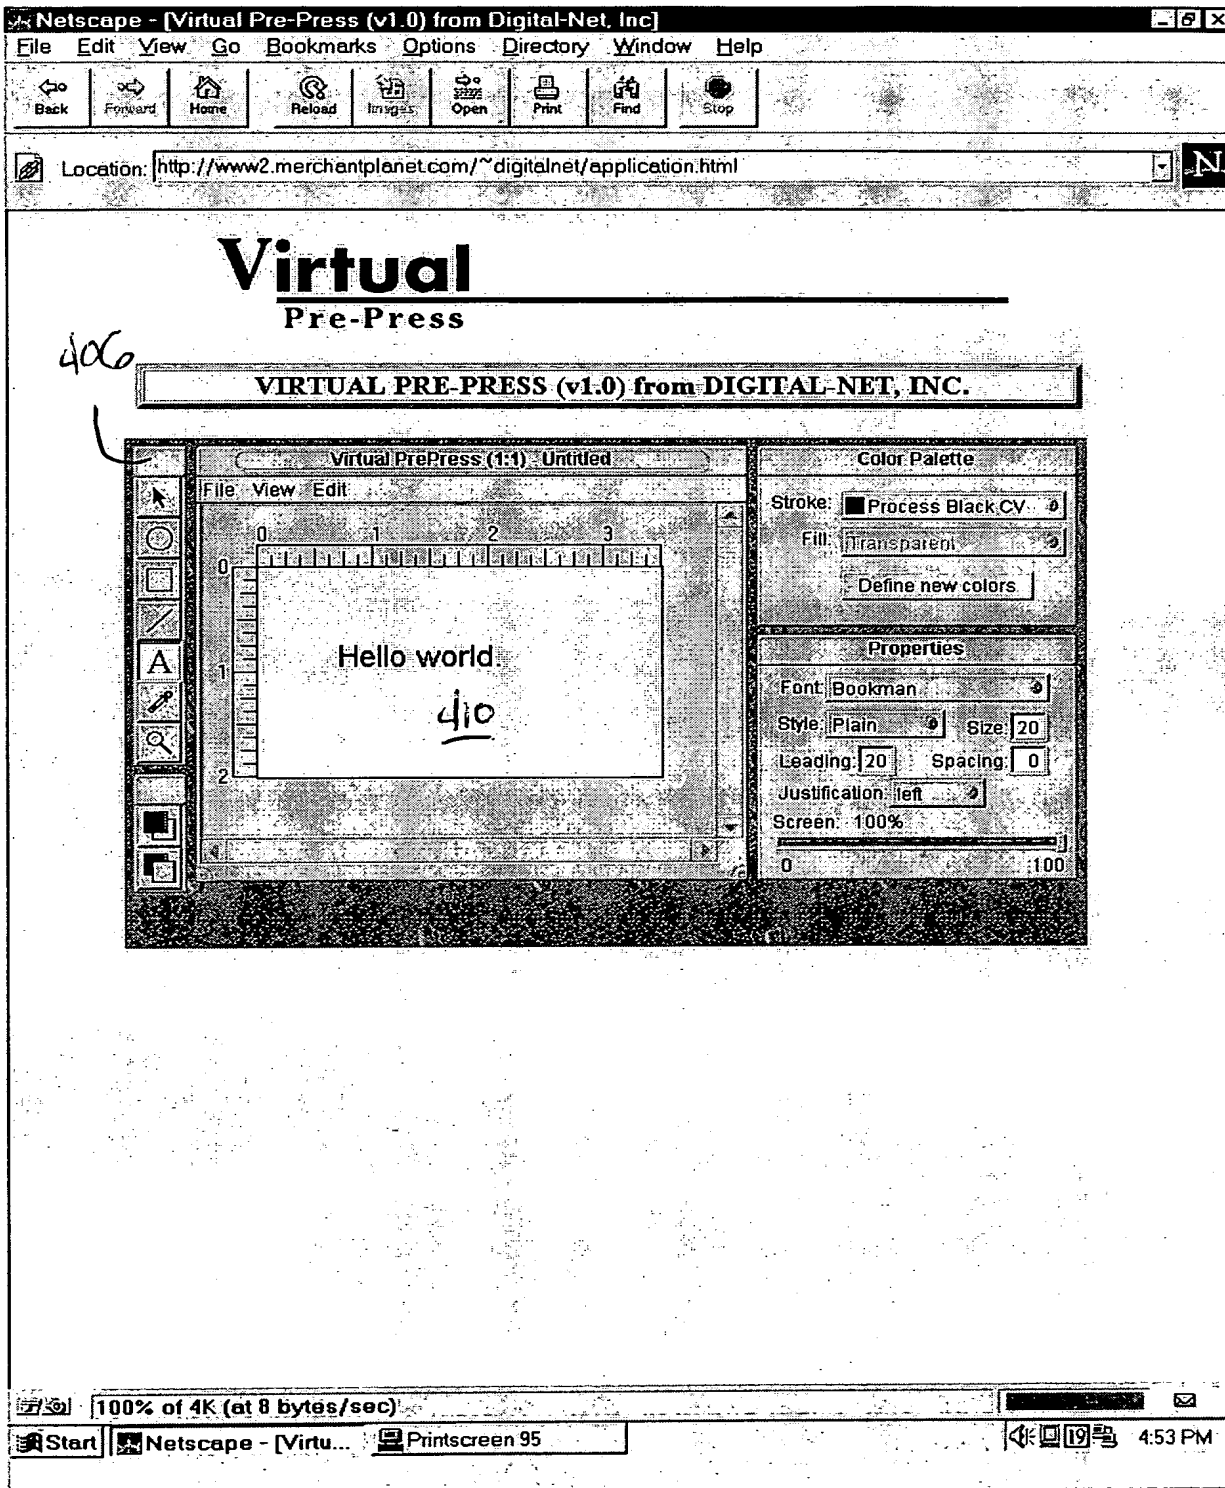 Netscape - [Virtual Pre-Press (v1.0) from Digital-Net, Inc]
File Edit View Go Bookmarks Options Directory Window Help
Back Forward Home Reload Images Open Print Find Stop
Location: http://www2.merchantplanet.com/~digitalnet/application.html
N
Virtual
Pre-Press
406
VIRTUAL PRE-PRESS (v1.0) from DIGITAL-NET, INC.
Virtual PrePress (1:1) : Untitled
File View Edit
0 1 2 3
0
1
2
Hello world.
410
A
Color Palette
Stroke: Process Black CV
Fill: Transparent
Define new colors
Properties
Font: Bookman
Style: Plain Size: 20
Leading: 20 Spacing: 0
Justification: left
Screen: 100%
0 100
100% of 4K (at 8 bytes/sec)
Start Netscape - [Virtu... Printscreen 95 19 4:53 PM